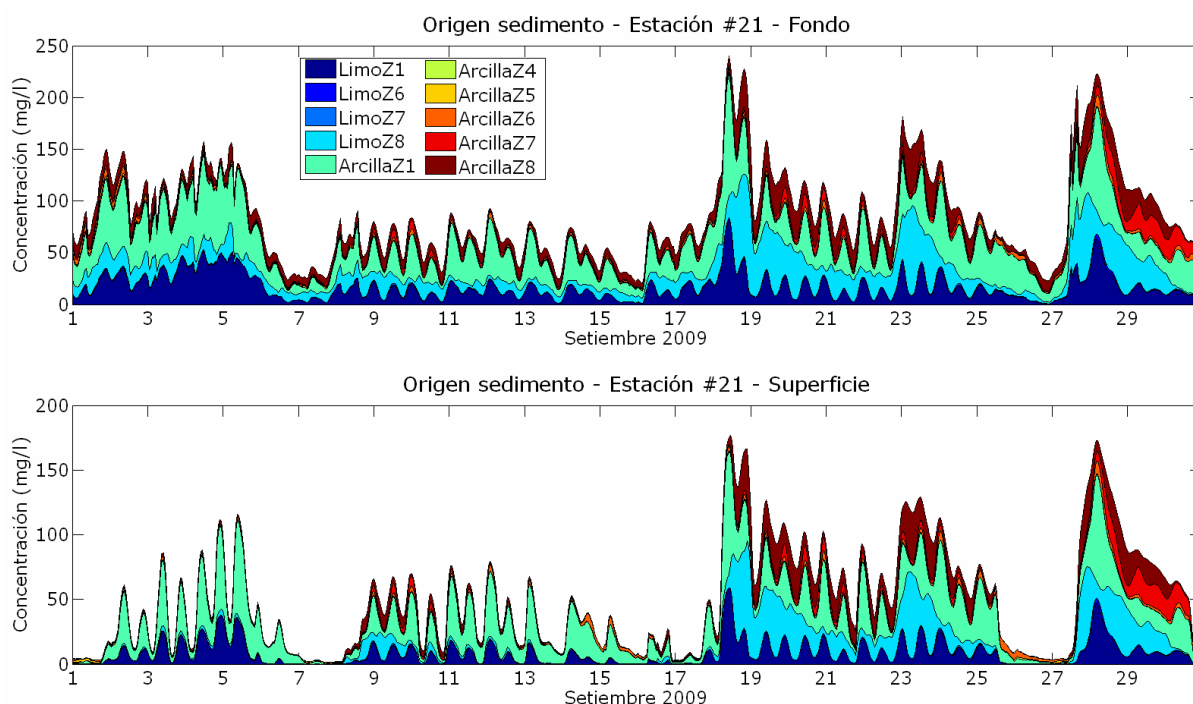 Origen sedimento - Estación #21 - Fondo
Concentración (mg/l)
250
200
150
100
50
0
LimoZ1
LimoZ6
LimoZ7
LimoZ8
ArcillaZ1
ArcillaZ4
ArcillaZ5
ArcillaZ6
ArcillaZ7
ArcillaZ8
1 3 5 7 9 11 13 15 17 19 21 23 25 27 29
Setiembre 2009
Origen sedimento - Estación #21 - Superficie
Concentración (mg/l)
200
150
100
50
0
1 3 5 7 9 11 13 15 17 19 21 23 25 27 29
Setiembre 2009